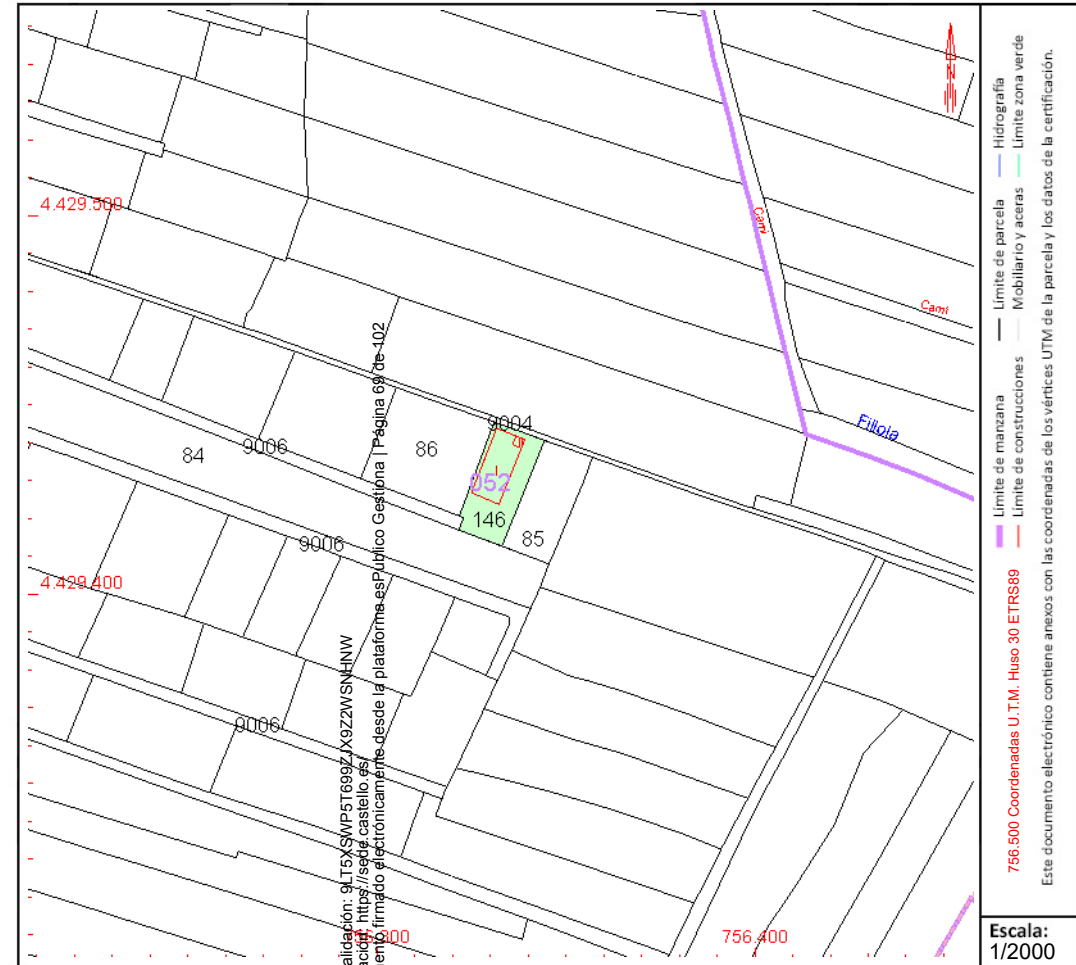 4.429.500
Camí
Camí
Fillola
9004
86
052
146
85
84
9006
9006
4.429.400
9006
756.400
alidación: 9LT5XSWP5T699ZJX9Z2WSNHNW
ación: https://sede.castello.es/
mento firmado electrónicamente desde la plataforma esPublico Gestiona | Página 69 de 102
N
Límite de manzana
Límite de parcela
Hidrografía
Límite de construcciones
Mobiliario y aceras
Límite zona verde
756.500 Coordenadas U.T.M. Huso 30 ETRS89
Este documento electrónico contiene anexos con las coordenadas de los vértices UTM de la parcela y los datos de la certificación.
Escala:
1/2000